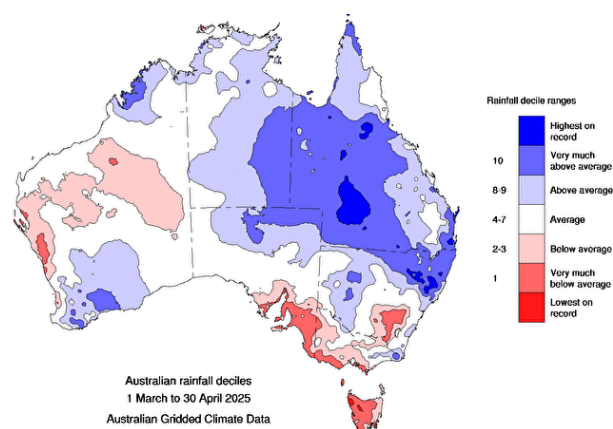 Rainfall decile ranges
Highest on
record
10
Very much
above average
8-9
Above average
4-7
Average
2-3
Below average
1
Very much
below average
Lowest on
record
Australian rainfall deciles
1 March to 30 April 2025
Australian Gridded Climate Data